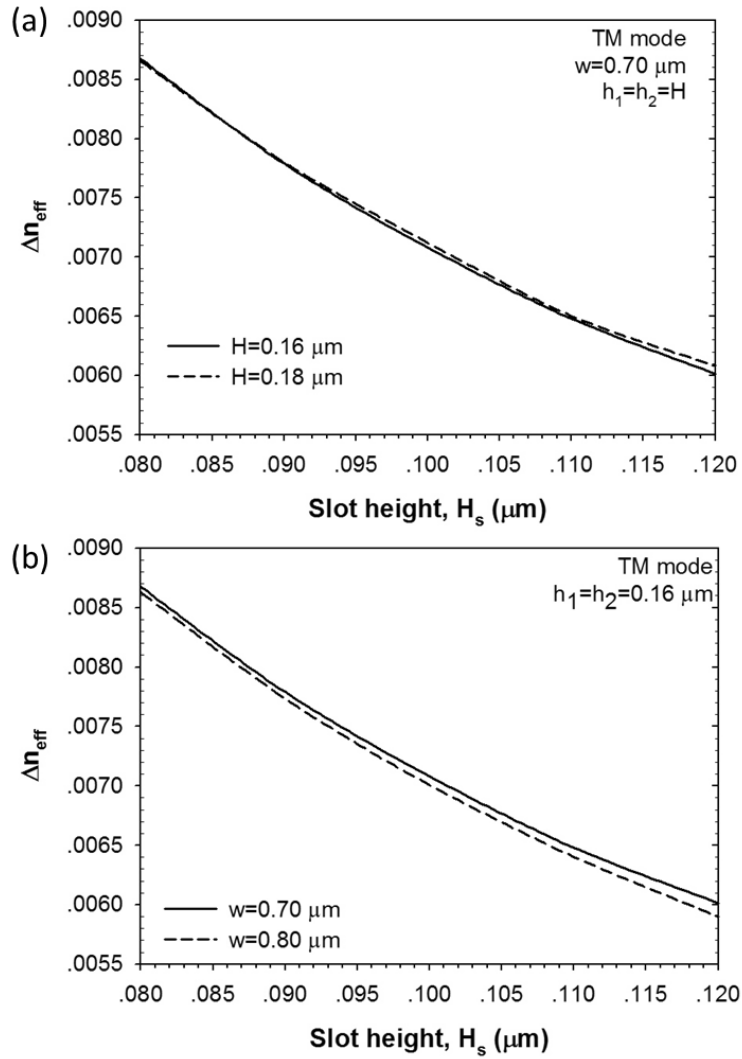 (a)
TM mode
w=0.70 μm
h₁=h₂=H
.0090
.0085
.0080
.0075
.0070
.0065
.0060
.0055
Δn_eff
H=0.16 μm
H=0.18 μm
.080 .085 .090 .095 .100 .105 .110 .115 .120
Slot height, Hₛ (μm)
(b)
TM mode
h₁=h₂=0.16 μm
.0090
.0085
.0080
.0075
.0070
.0065
.0060
.0055
Δn_eff
w=0.70 μm
w=0.80 μm
.080 .085 .090 .095 .100 .105 .110 .115 .120
Slot height, Hₛ (μm)